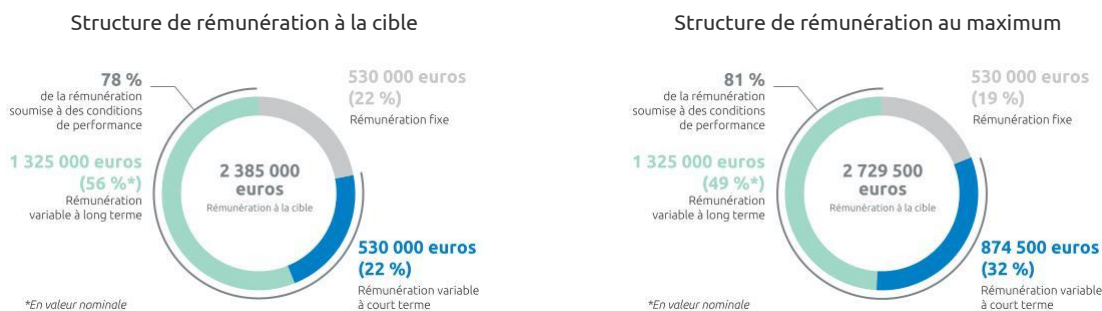 Structure de rémunération à la cible
78 %
de la rémunération
soumise à des conditions
de performance
530 000 euros
(22 %)
Rémunération fixe
1 325 000 euros
(56 %*)
Rémunération
variable à long terme
2 385 000
euros
Rémunération à la cible
530 000 euros
(22 %)
Rémunération variable
à court terme
*En valeur nominale
Structure de rémunération au maximum
81 %
de la rémunération
soumise à des conditions
de performance
530 000 euros
(19 %)
Rémunération fixe
1 325 000 euros
(49 %*)
Rémunération
variable à long terme
2 729 500
euros
Rémunération à la cible
874 500 euros
(32 %)
Rémunération variable
à court terme
*En valeur nominale